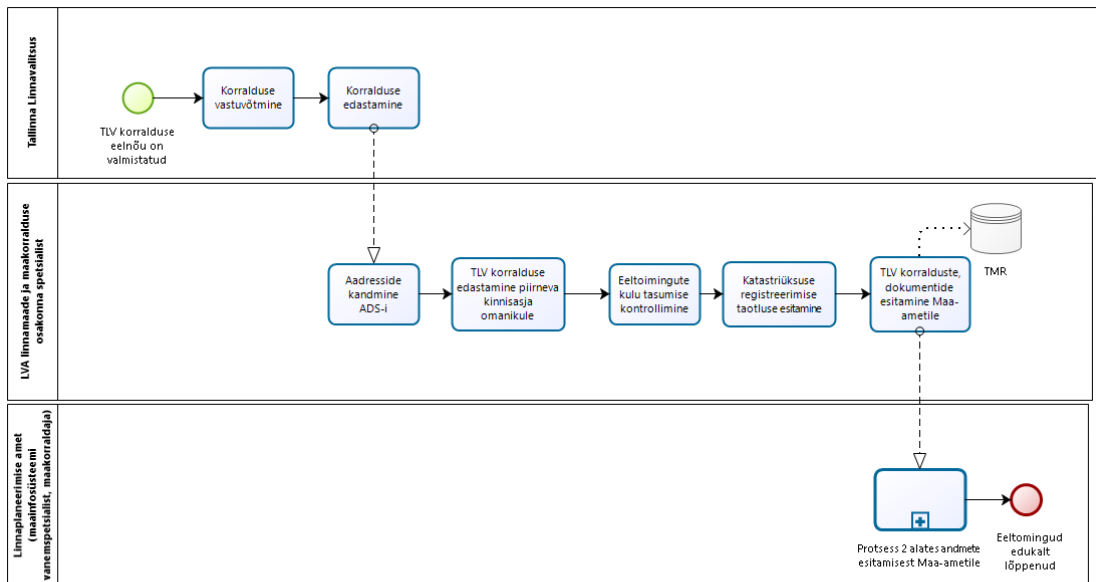 Tallinna Linnavalitsus
TLV korralduse
eelnõu on
valmistatud
Korralduse
vastuvõtmine
Korralduse
edastamine
LVA linnamaade ja maakorralduse
osakonna spetsialist
Aadresside
kandmine
ADS-i
TLV korralduse
edastamine piirneva
kinnisasja
omanikule
Eeltoimingute
kulu tasumise
kontrollimine
Katastriüksuse
registreerimise
taotluse esitamine
TLV korralduste,
dokumentide
esitamine Maa-
ametile
TMR
Linnaplaneerimise amet
(maainfosüsteemi
vanemspetsialist, maakorraldaja)
Protsess 2 alates andmete
esitamisest Maa-ametile
Eeltomingud
edukalt
lõppenud